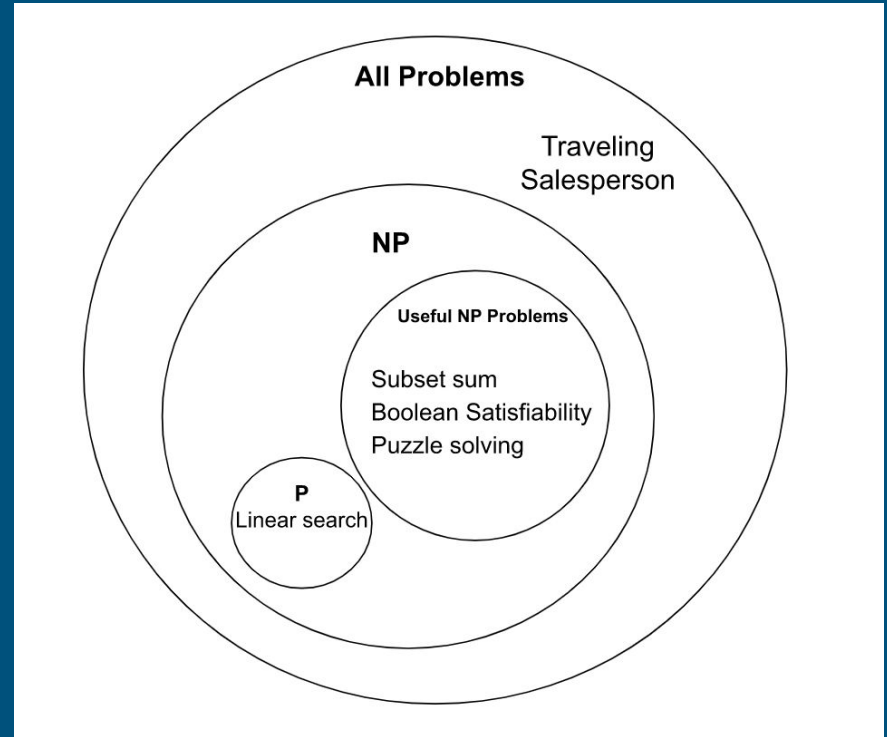 All Problems
Traveling
Salesperson
NP
Useful NP Problems
Subset sum
Boolean Satisfiability
Puzzle solving
P
Linear search